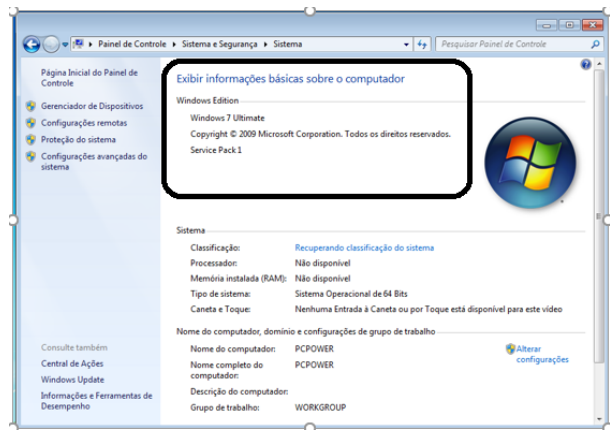 Painel de Controle ▸ Sistema e Segurança ▸ Sistema
Pesquisar Painel de Controle
Página Inicial do Painel de
Controle
Gerenciador de Dispositivos
Configurações remotas
Proteção do sistema
Configurações avançadas do
sistema
Consulte também
Central de Ações
Windows Update
Informações e Ferramentas de
Desempenho
Exibir informações básicas sobre o computador
Windows Edition
Windows 7 Ultimate
Copyright © 2009 Microsoft Corporation. Todos os direitos reservados.
Service Pack 1
Sistema
Classificação: Recuperando classificação do sistema
Processador: Não disponível
Memória instalada (RAM): Não disponível
Tipo de sistema: Sistema Operacional de 64 Bits
Caneta e Toque: Nenhuma Entrada à Caneta ou por Toque está disponível para este vídeo
Nome do computador, domínio e configurações de grupo de trabalho
Nome do computador: PCPOWER
Alterar
configurações
Nome completo do PCPOWER
computador:
Descrição do computador:
Grupo de trabalho: WORKGROUP